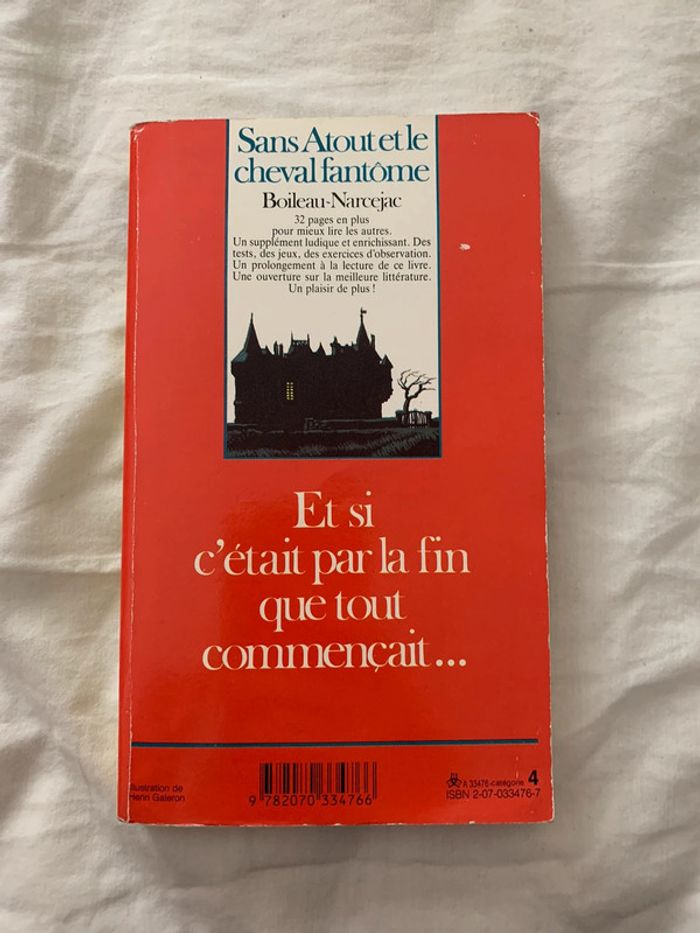 Sans Atout et le
cheval fantôme
Boileau-Narcejac
32 pages en plus
pour mieux lire les autres.
Un supplément ludique et enrichissant. Des
tests, des jeux, des exercices d'observation.
Un prolongement à la lecture de ce livre.
Une ouverture sur la meilleure littérature.
Un plaisir de plus !
Et si
c'était par la fin
que tout
commençait...
Illustration de
Henri Galeron
9 782070 334766
A 33476 catégorie 4
ISBN 2-07-033476-7